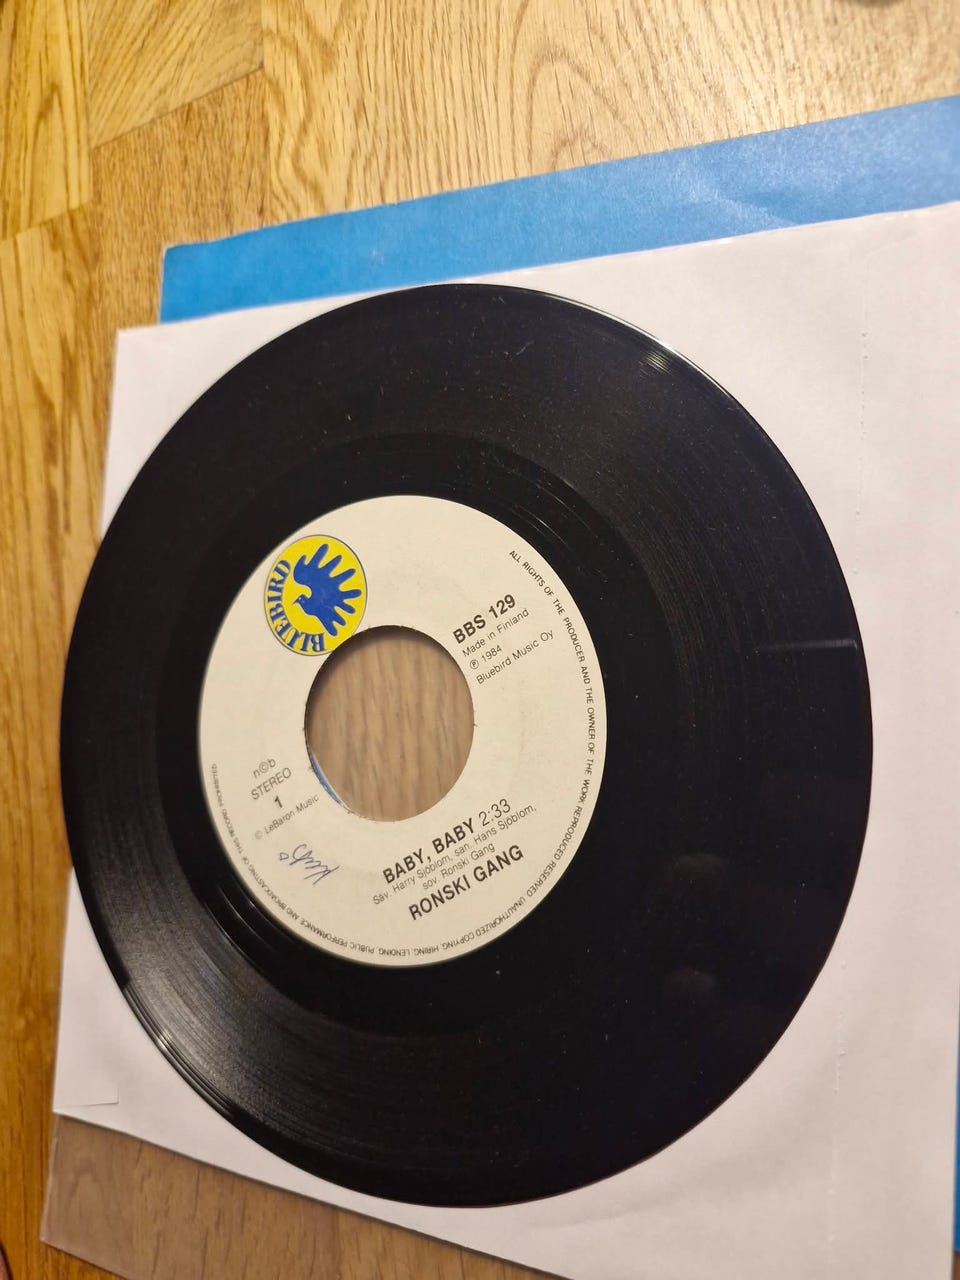 BLUEBIRD
BBS 129
Made in Finland
℗ 1984
Bluebird Music Oy
n©b
STEREO
1
© LeBaron Music
BABY, BABY 2:33
Säv. Harry Sjöblom, san. Hans Sjöblom,
sov. Ronski Gang
RONSKI GANG
ALL RIGHTS OF THE PRODUCER AND THE OWNER OF THE WORK REPRODUCED RESERVED. UNAUTHORIZED COPYING, HIRING, LENDING, PUBLIC PERFORMANCE AND BROADCASTING OF THIS RECORD PROHIBITED.